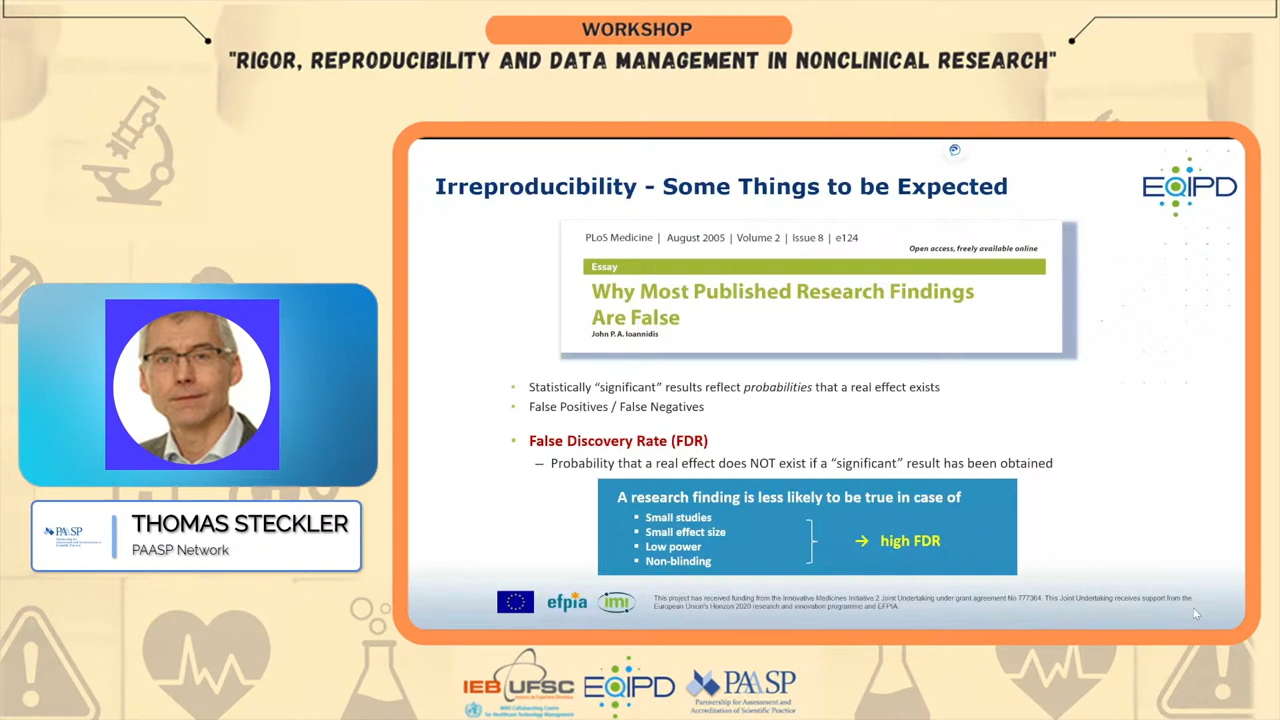 WORKSHOP
"RIGOR, REPRODUCIBILITY AND DATA MANAGEMENT IN NONCLINICAL RESEARCH"
Irreproducibility - Some Things to be Expected
EQIPD
PLoS Medicine | August 2005 | Volume 2 | Issue 8 | e124
Open access, freely available online
Essay
Why Most Published Research Findings
Are False
John P. A. Ioannidis
• Statistically “significant” results reflect probabilities that a real effect exists
• False Positives / False Negatives
• False Discovery Rate (FDR)
– Probability that a real effect does NOT exist if a “significant” result has been obtained
A research finding is less likely to be true in case of
▪ Small studies
▪ Small effect size
▪ Low power
▪ Non-blinding
→ high FDR
efpia
imi
This project has received funding from the Innovative Medicines Initiative 2 Joint Undertaking under grant agreement No 777364. This Joint Undertaking receives support from the
European Union's Horizon 2020 research and innovation programme and EFPIA.
PAASP
THOMAS STECKLER
PAASP Network
IEB UFSC
WHO Collaborating Centre
for Healthcare Technology Management
EQIPD
PAASP
Partnership for Assessment and
Accreditation of Scientific Practice